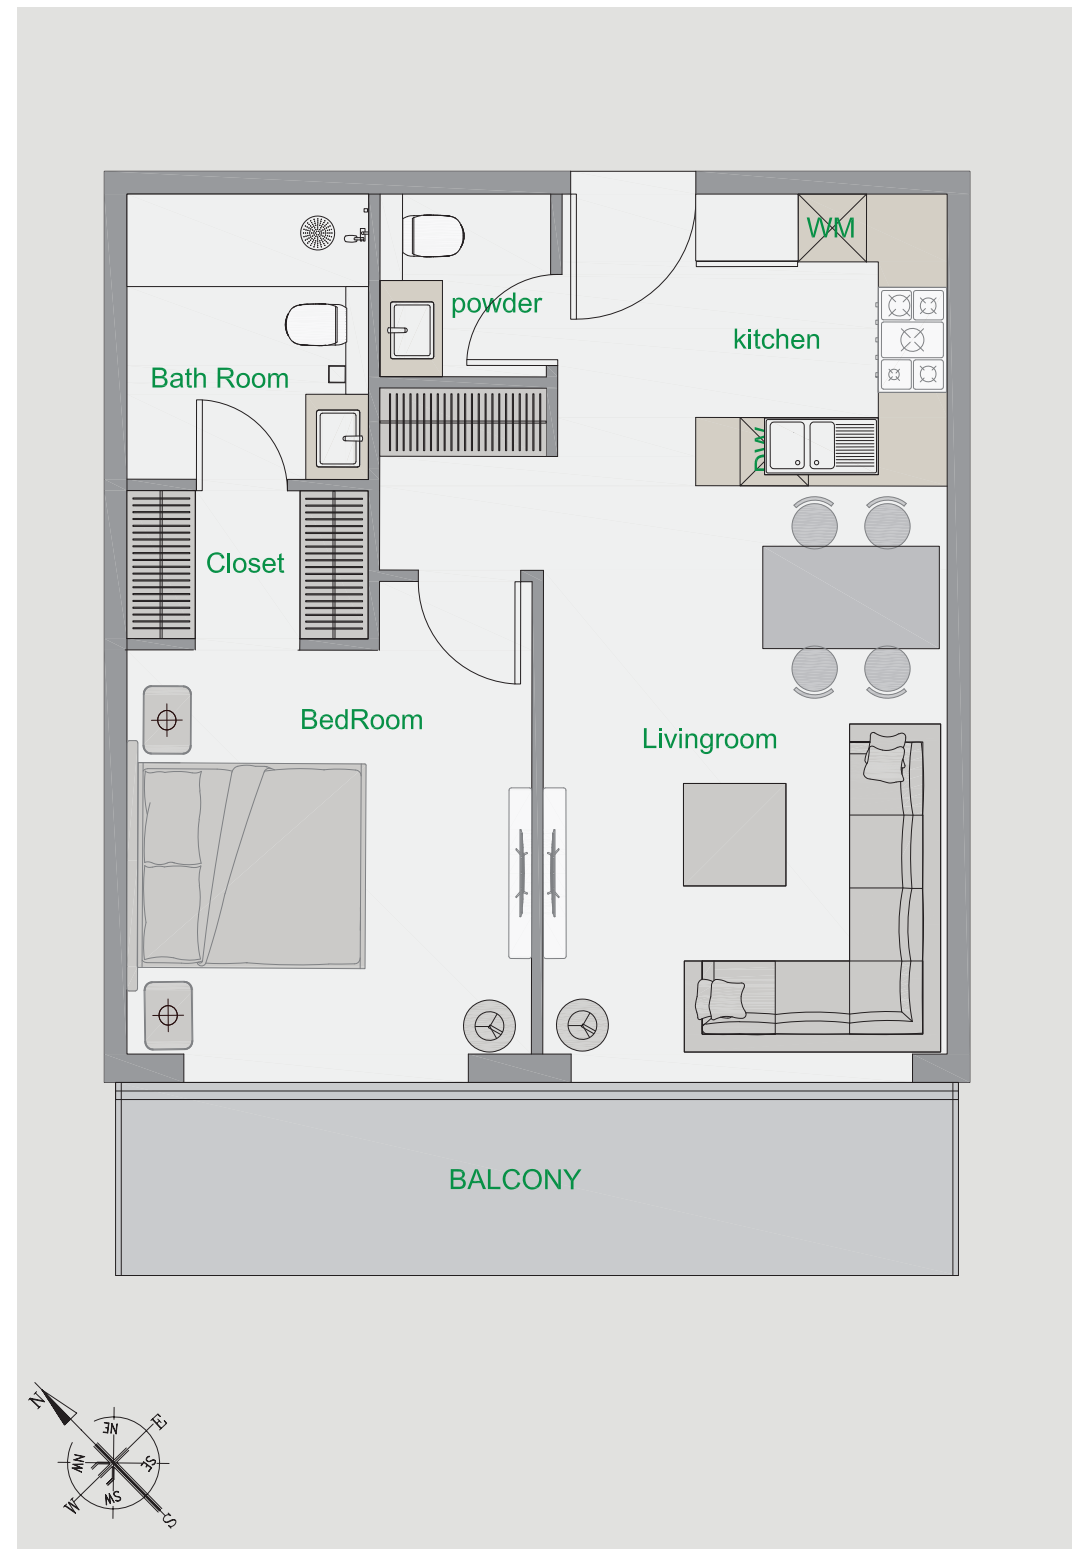 WM
powder
kitchen
Bath Room
DW
Closet
BedRoom
Livingroom
BALCONY
N
NE
E
NW
SE
W
SW
S